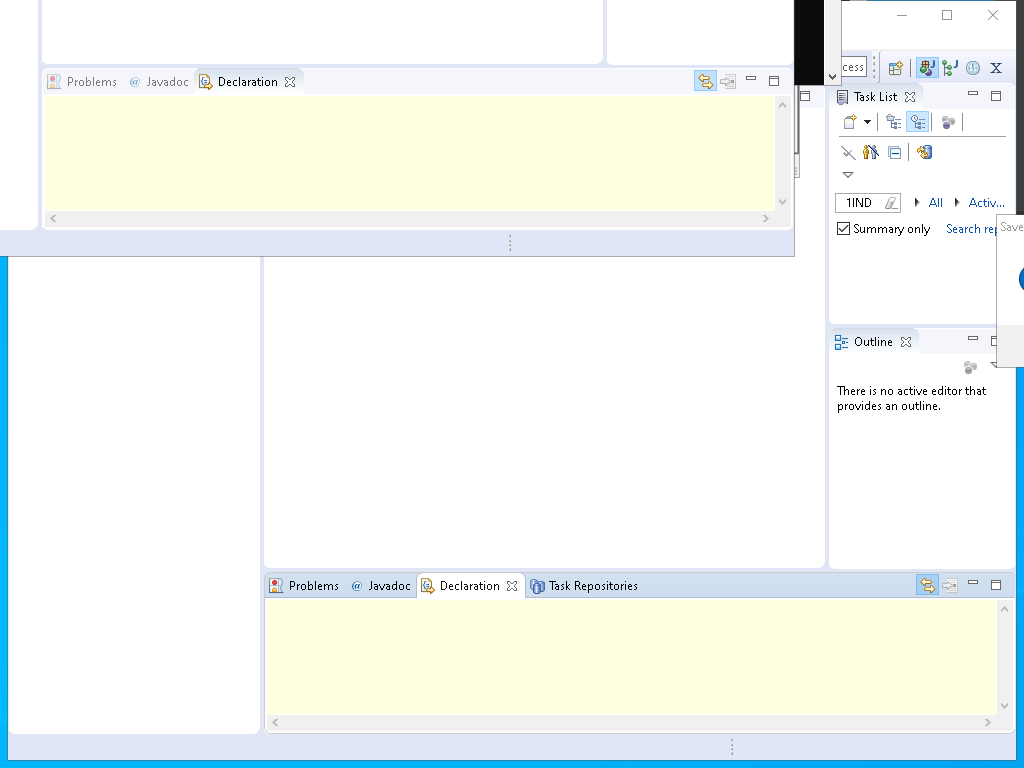 Problems
Javadoc
Declaration
cess
Task List
1IND
All
Activ...
Summary only
Search rep
Save
Outline
There is no active editor that
provides an outline.
Problems
Javadoc
Declaration
Task Repositories